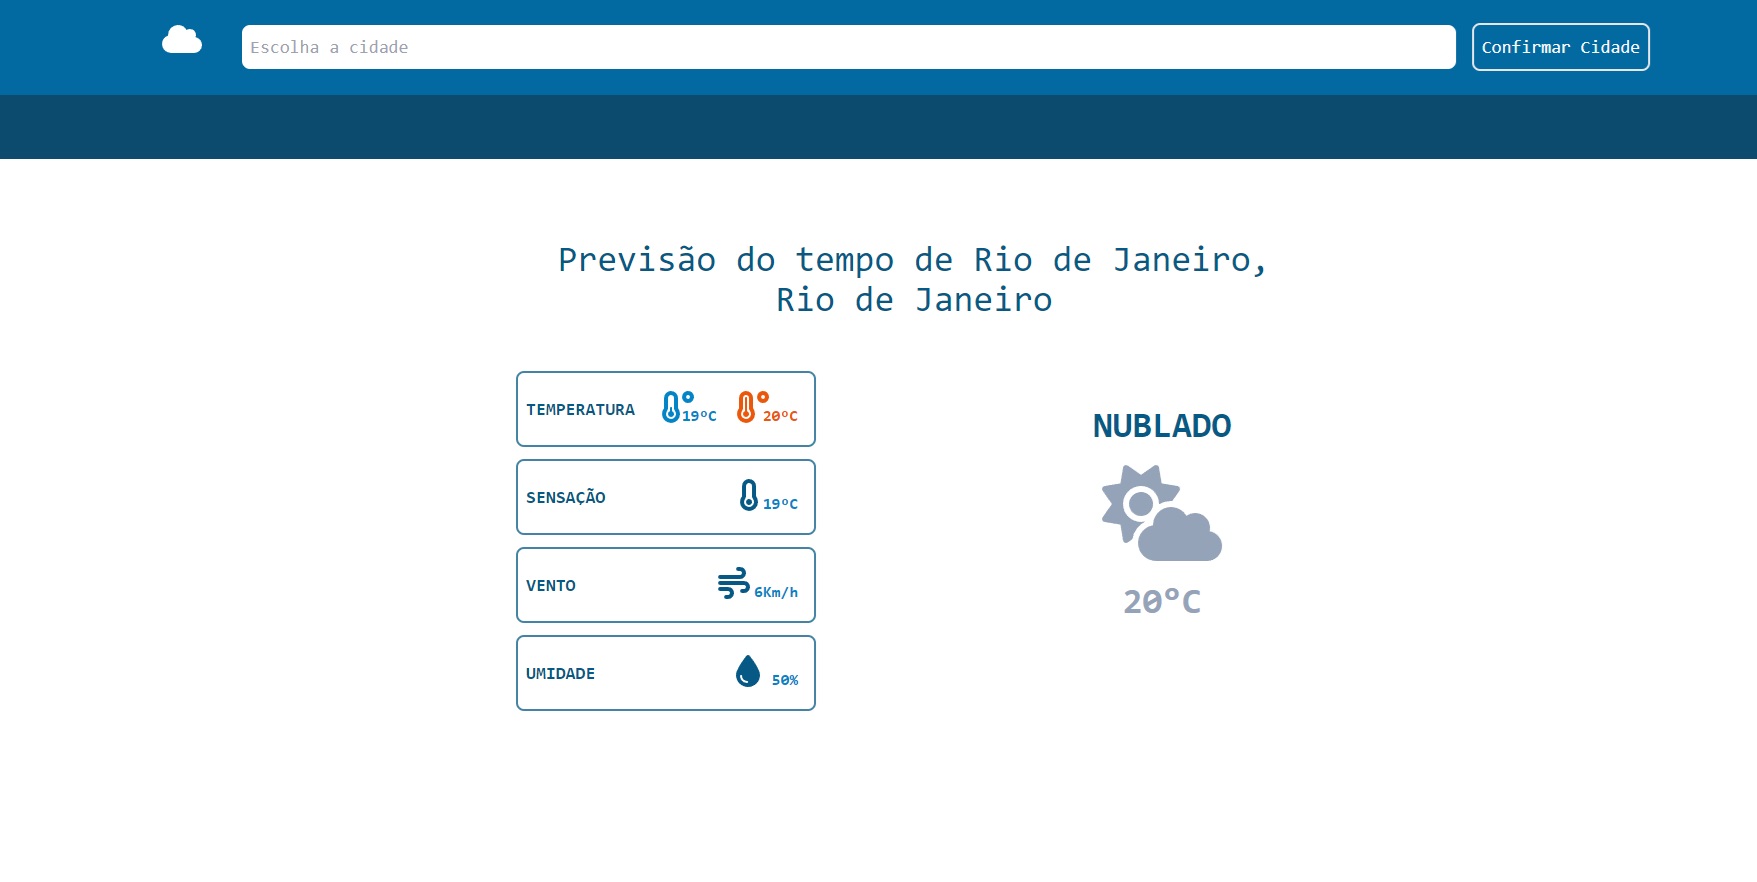 Escolha a cidade
Confirmar Cidade
Previsão do tempo de Rio de Janeiro,
Rio de Janeiro
TEMPERATURA 19ºC 20ºC
SENSAÇÃO 19ºC
VENTO 6Km/h
UMIDADE 50%
NUBLADO
20ºC